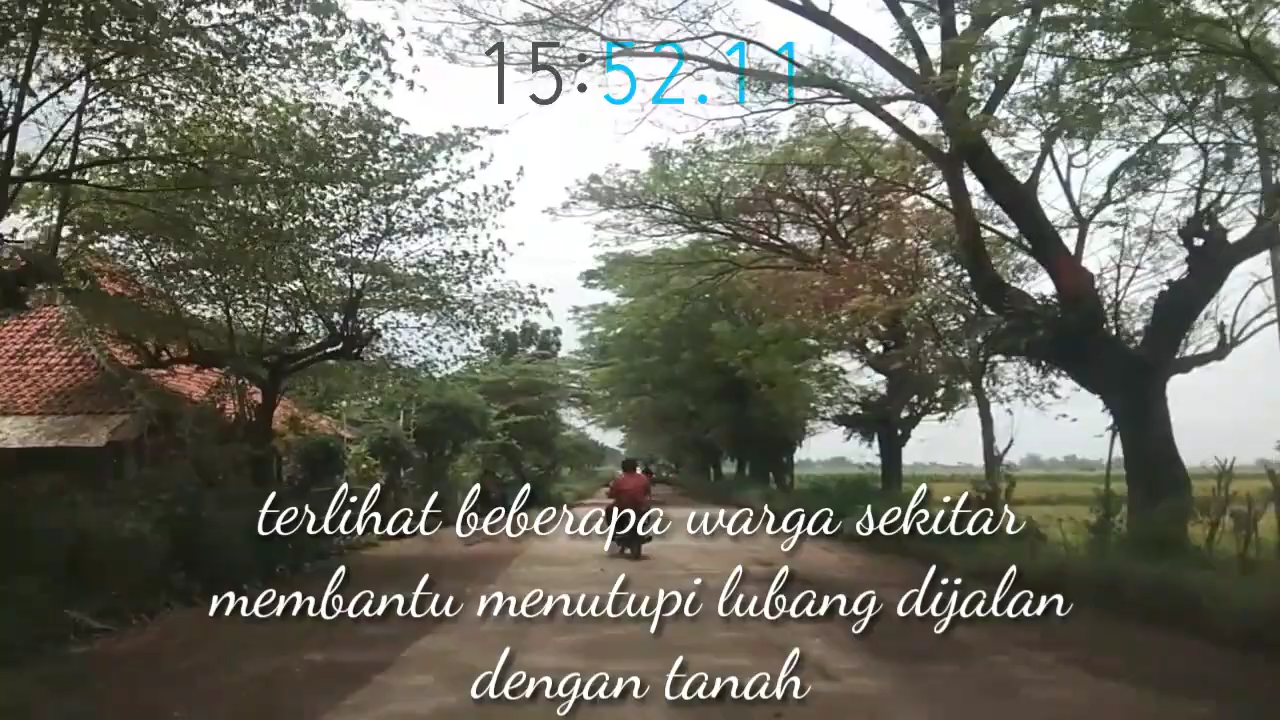 15:52.11
terlihat beberapa warga sekitar
membantu menutupi lubang dijalan
dengan tanah